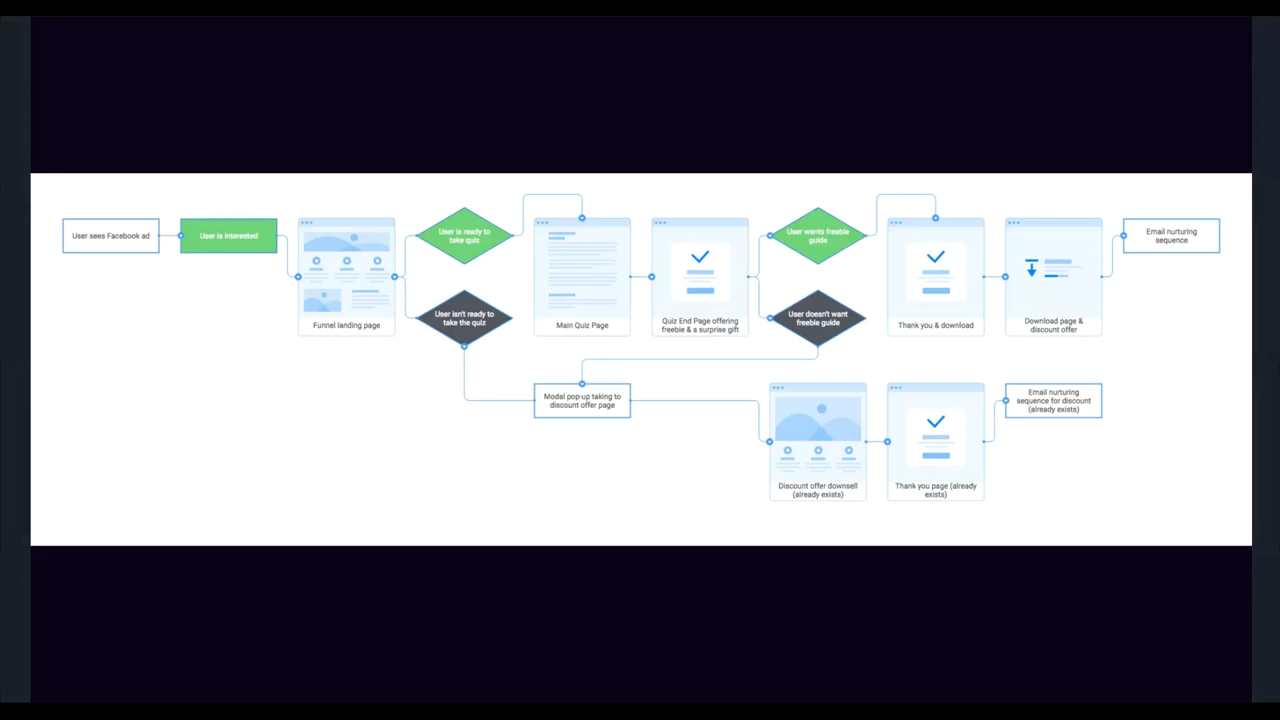 User sees Facebook ad
User is interested
Funnel landing page
User is ready to
take quiz
User isn't ready to
take the quiz
Main Quiz Page
Quiz End Page offering
freebie & a surprise gift
User wants freebie
guide
User doesn't want
freebie guide
Thank you & download
Download page &
discount offer
Email nurturing
sequence
Modal pop-up taking to
discount offer page
Discount offer downsell
(already exists)
Thank you page (already
exists)
Email nurturing
sequence for discount
(already exists)